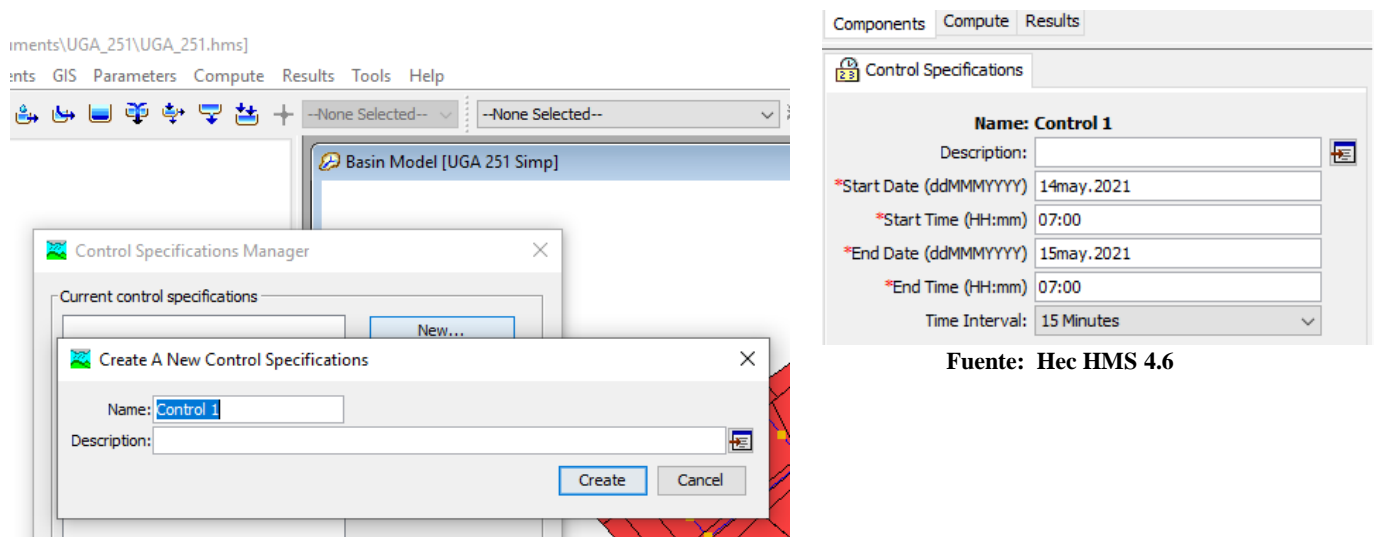 uments\UGA_251\UGA_251.hms]
ents GIS Parameters Compute Results Tools Help
--None Selected-- --None Selected--
Basin Model [UGA 251 Simp]
Control Specifications Manager
Current control specifications
New...
Create A New Control Specifications
Name: Control 1
Description:
Create Cancel
Components Compute Results
Control Specifications
Name: Control 1
Description:
*Start Date (ddMMMYYYY) 14may.2021
*Start Time (HH:mm) 07:00
*End Date (ddMMMYYYY) 15may.2021
*End Time (HH:mm) 07:00
Time Interval: 15 Minutes
Fuente: Hec HMS 4.6